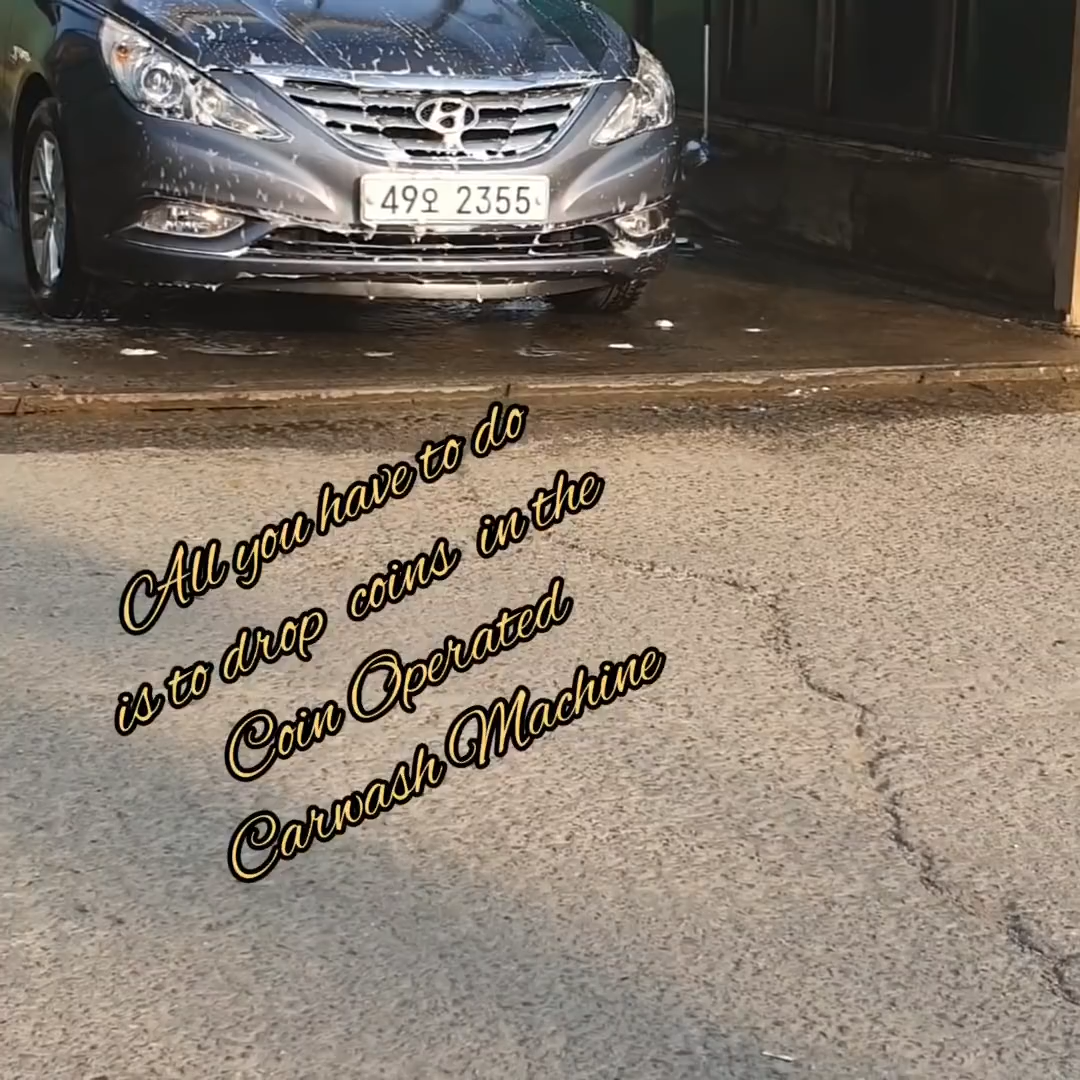 49오 2355
All you have to do
is to drop coins in the
Coin Operated
Carwash Machine